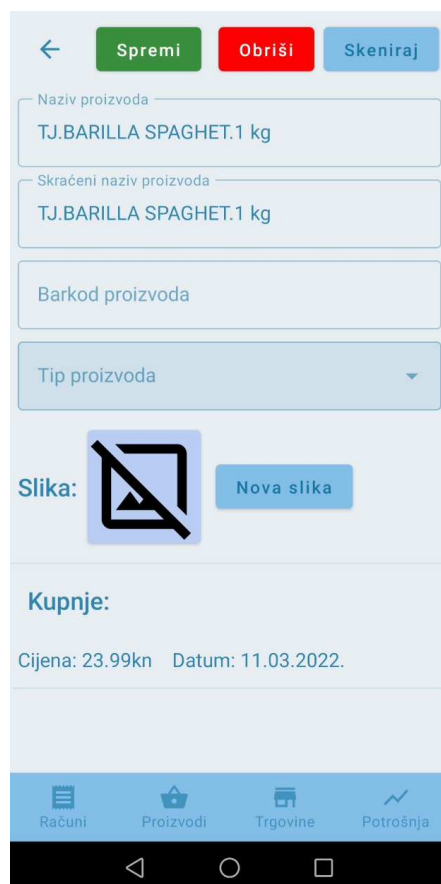 Spremi Obriši Skeniraj
Naziv proizvoda
TJ.BARILLA SPAGHET.1 kg
Skraćeni naziv proizvoda
TJ.BARILLA SPAGHET.1 kg
Barkod proizvoda
Tip proizvoda
Slika: Nova slika
Kupnje:
Cijena: 23.99kn Datum: 11.03.2022.
Računi Proizvodi Trgovine Potrošnja